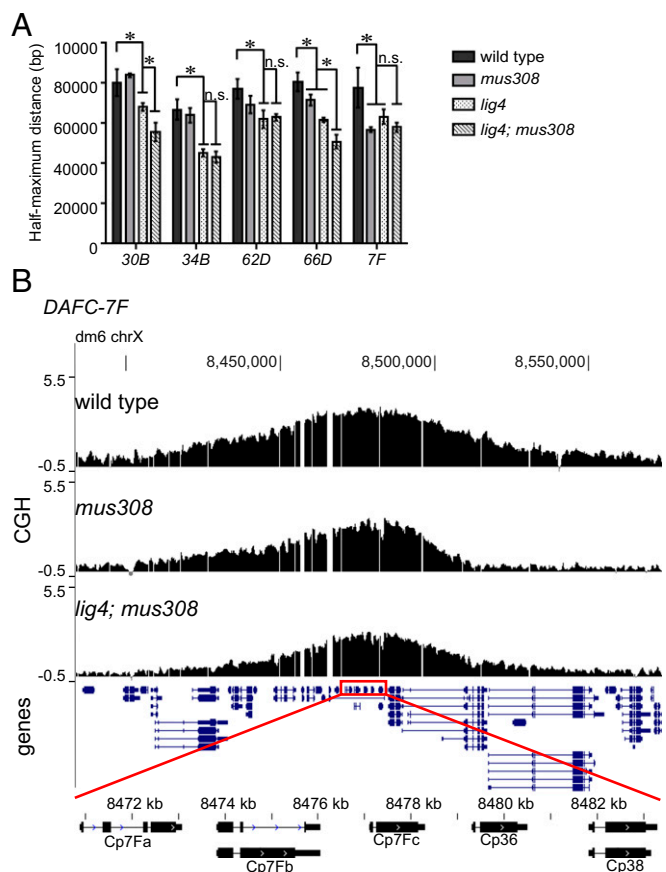 A
Half-maximum distance (bp)
100000
80000
60000
40000
20000
0
* * * n.s. * n.s. * * * n.s.
30B 34B 62D 66D 7F
wild type
mus308
lig4
lig4; mus308
B
DAFC-7F
dm6 chrX
8,450,000| 8,500,000| 8,550,000|
CGH
5.5
wild type
-0.5
5.5
mus308
-0.5
5.5
lig4; mus308
-0.5
genes
8472 kb 8474 kb 8476 kb 8478 kb 8480 kb 8482 kb
Cp7Fa Cp7Fb Cp7Fc Cp36 Cp38